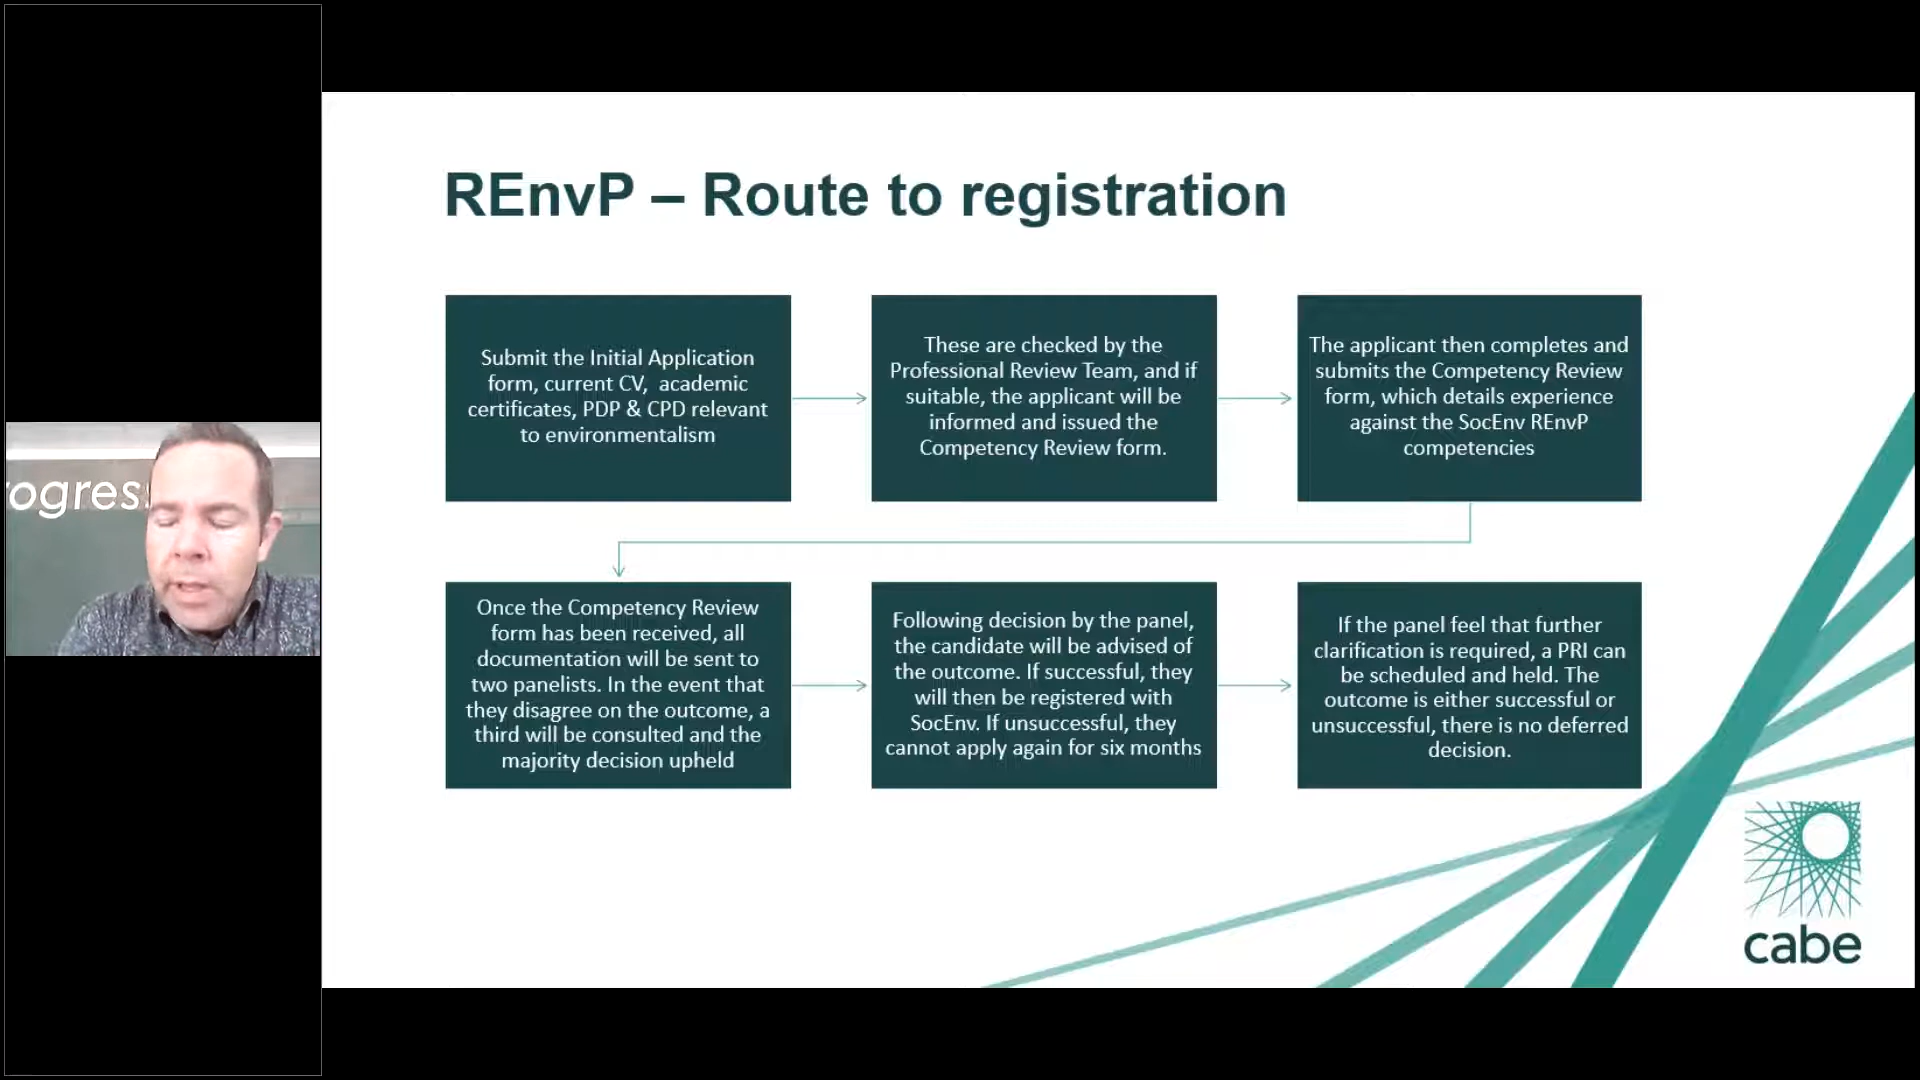 REnvP – Route to registration
Submit the Initial Application
form, current CV, academic
certificates, PDP & CPD relevant
to environmentalism
These are checked by the
Professional Review Team, and if
suitable, the applicant will be
informed and issued the
Competency Review form.
The applicant then completes and
submits the Competency Review
form, which details experience
against the SocEnv REnvP
competencies
Once the Competency Review
form has been received, all
documentation will be sent to
two panelists. In the event that
they disagree on the outcome, a
third will be consulted and the
majority decision upheld
Following decision by the panel,
the candidate will be advised of
the outcome. If successful, they
will then be registered with
SocEnv. If unsuccessful, they
cannot apply again for six months
If the panel feel that further
clarification is required, a PRI can
be scheduled and held. The
outcome is either successful or
unsuccessful, there is no deferred
decision.
ogress
cabe